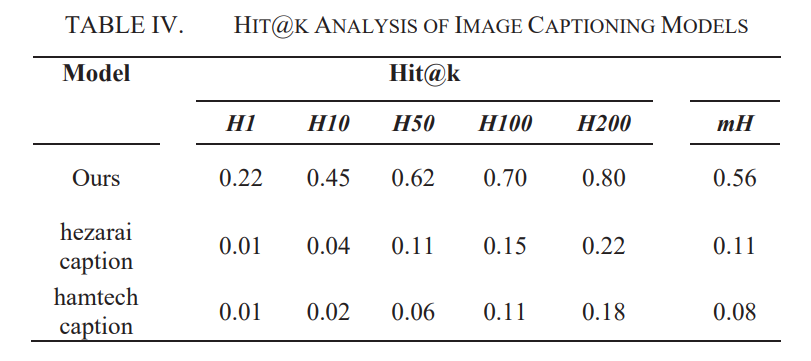 TABLE IV. HIT@K ANALYSIS OF IMAGE CAPTIONING MODELS
Model Hit@k
H1 H10 H50 H100 H200 mH
Ours 0.22 0.45 0.62 0.70 0.80 0.56
hezarai
caption 0.01 0.04 0.11 0.15 0.22 0.11
hamtech
caption 0.01 0.02 0.06 0.11 0.18 0.08